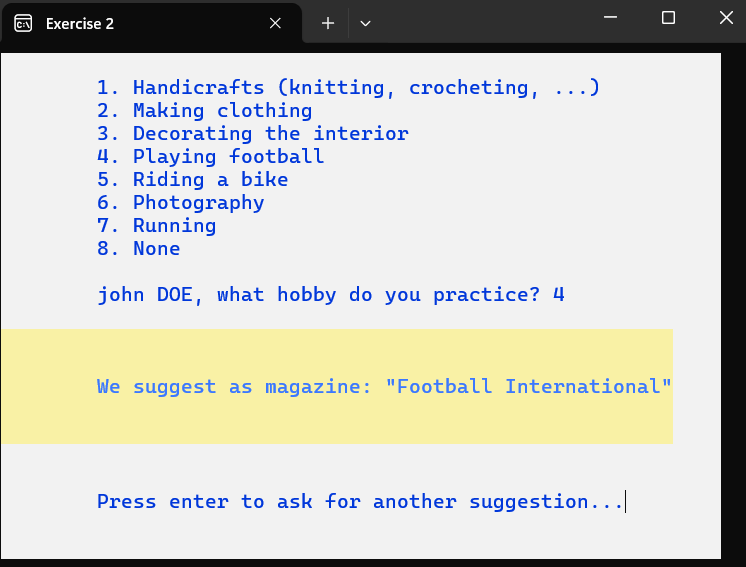 Exercise 2
1. Handicrafts (knitting, crocheting, ...)
2. Making clothing
3. Decorating the interior
4. Playing football
5. Riding a bike
6. Photography
7. Running
8. None
john DOE, what hobby do you practice? 4
We suggest as magazine: "Football International"
Press enter to ask for another suggestion...